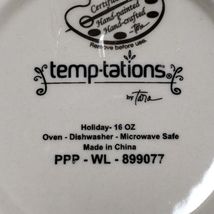 Certified
Hand-painted
Hand-crafted
Tara
Remove before use.
temp-tations®
by Tara
Holiday- 16 OZ
Oven - Dishwasher - Microwave Safe
Made in China
PPP - WL - 899077